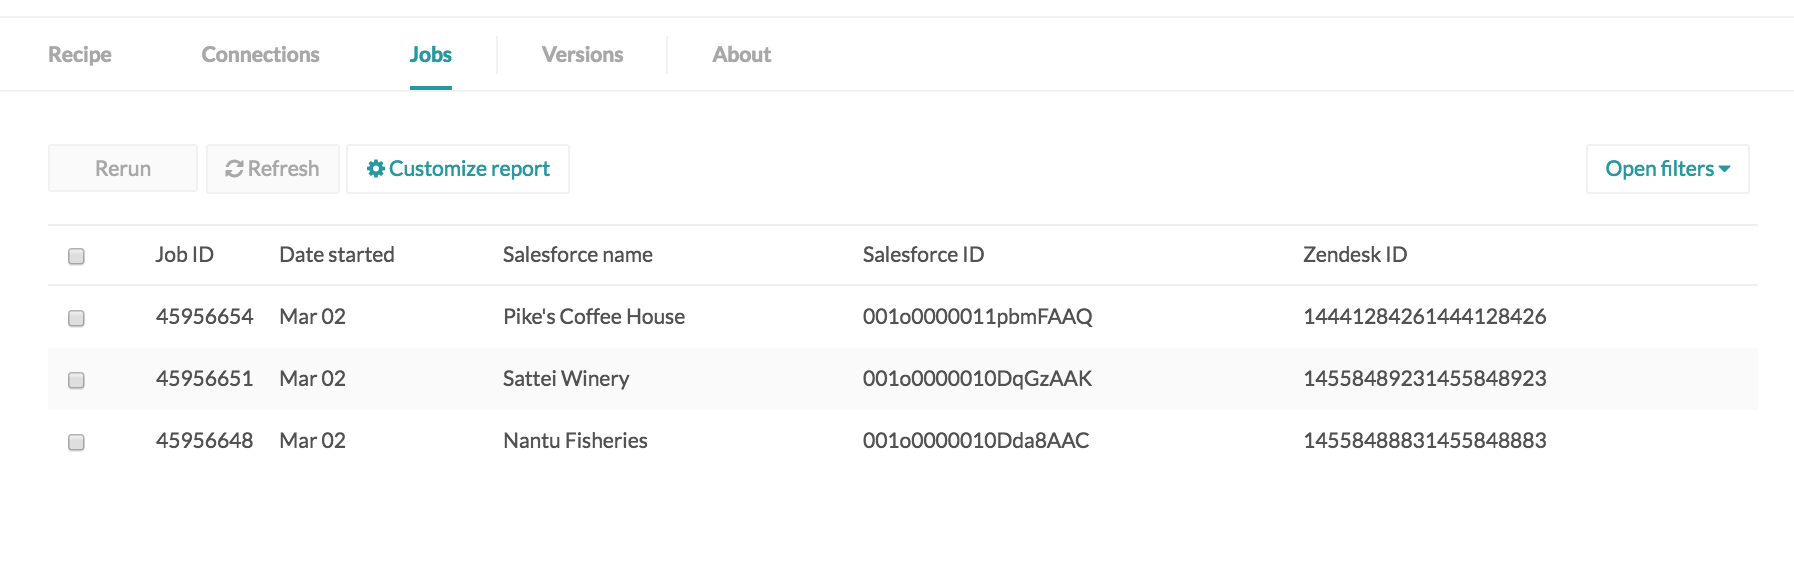 Recipe Connections Jobs Versions About
Rerun Refresh Customize report Open filters
Job ID Date started Salesforce name Salesforce ID Zendesk ID
45956654 Mar 02 Pike's Coffee House 001o0000011pbmFAAQ 14441284261444128426
45956651 Mar 02 Sattei Winery 001o0000010DqGzAAK 14558489231455848923
45956648 Mar 02 Nantu Fisheries 001o0000010Dda8AAC 14558488831455848883